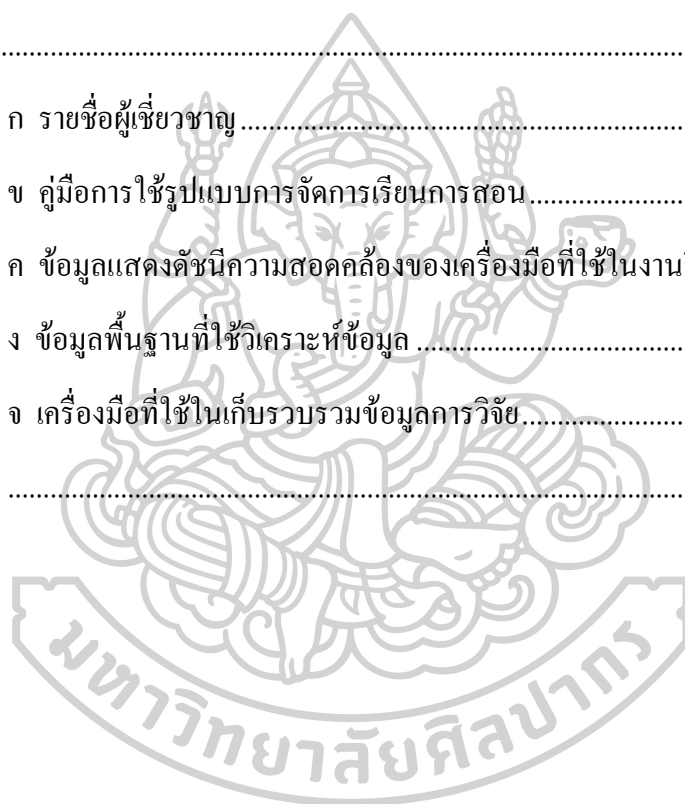 ........................................................................................................
ก รายชื่อผู้เชี่ยวชาญ....................................................................
ข คู่มือการใช้รูปแบบการจัดการเรียนการสอน.......................
ค ข้อมูลแสดงดัชนีความสอดคล้องของเครื่องมือที่ใช้ในงาน
ง ข้อมูลพื้นฐานที่ใช้วิเคราะห์ข้อมูล.........................................
จ เครื่องมือที่ใช้ในเก็บรวบรวมข้อมูลการวิจัย........................
.......................................................................................................
มหาวิทยาลัยศิลปากร